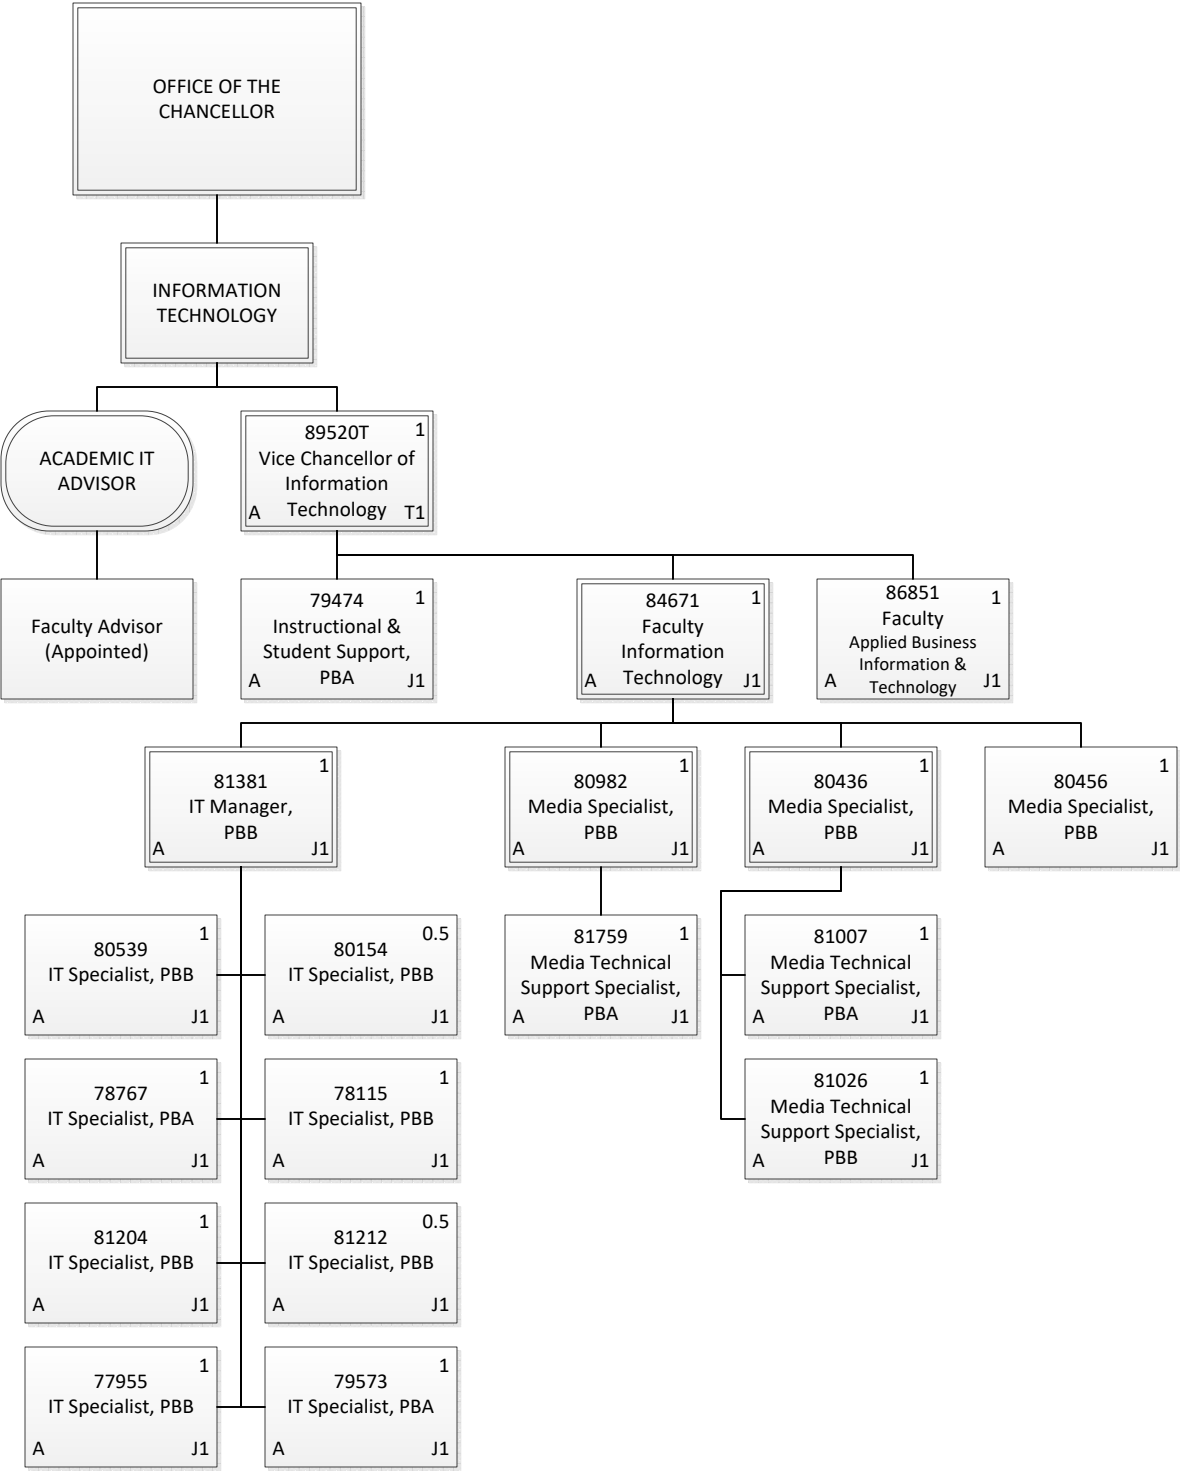 OFFICE OF THE
CHANCELLOR
INFORMATION
TECHNOLOGY
ACADEMIC IT
ADVISOR
89520T 1
Vice Chancellor of
Information
A Technology T1
Faculty Advisor
(Appointed)
79474 1
Instructional &
Student Support,
A PBA J1
84671 1
Faculty
Information
A Technology J1
86851 1
Faculty
Applied Business
Information &
A Technology J1
1
81381
IT Manager,
PBB
A J1
1
80982
Media Specialist,
PBB
A J1
1
80436
Media Specialist,
PBB
A J1
1
80456
Media Specialist,
PBB
A J1
1
80539
IT Specialist, PBB
A J1
0.5
80154
IT Specialist, PBB
A J1
81759 1
Media Technical
Support Specialist,
A PBA J1
81007 1
Media Technical
Support Specialist,
A PBA J1
1
78767
IT Specialist, PBA
A J1
1
78115
IT Specialist, PBB
A J1
81026 1
Media Technical
Support Specialist,
A PBB J1
1
81204
IT Specialist, PBB
A J1
0.5
81212
IT Specialist, PBB
A J1
1
77955
IT Specialist, PBB
A J1
1
79573
IT Specialist, PBA
A J1